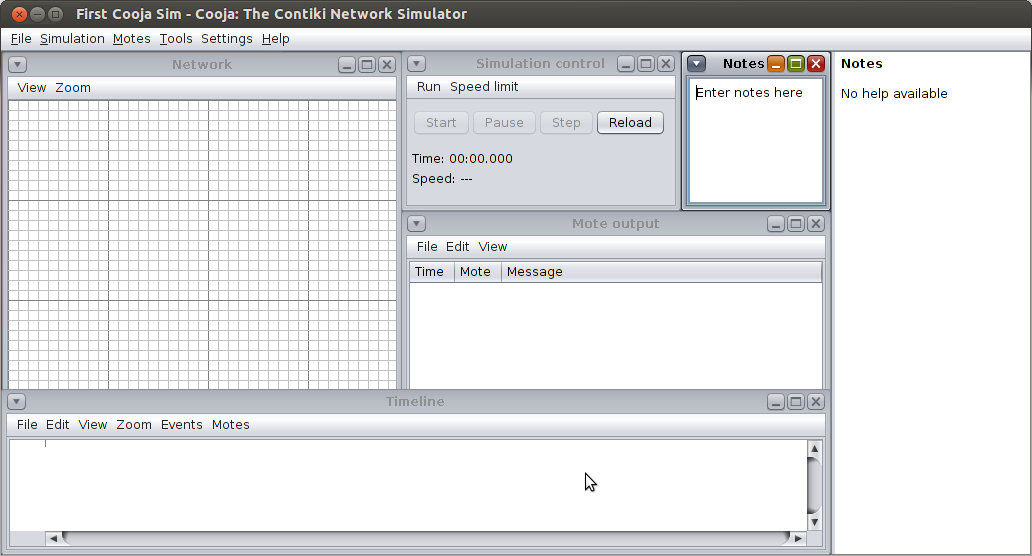 First Cooja Sim - Cooja: The Contiki Network Simulator
File Simulation Motes Tools Settings Help
Network
View Zoom
Simulation control
Run Speed limit
Start Pause Step Reload
Time: 00:00.000
Speed: ---
Notes
Enter notes here
Notes
No help available
Mote output
File Edit View
Time Mote Message
Timeline
File Edit View Zoom Events Motes